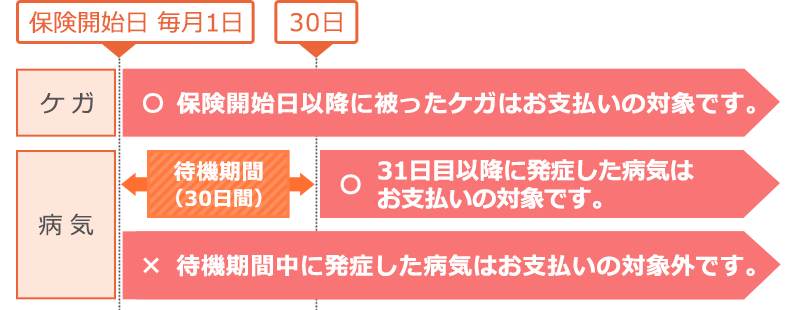 保険開始日 毎月1日
30日
ケガ
○ 保険開始日以降に被ったケガはお支払いの対象です。
病気
待機期間
（30日間）
○ 31日目以降に発症した病気は
お支払いの対象です。
× 待機期間中に発症した病気はお支払いの対象外です。